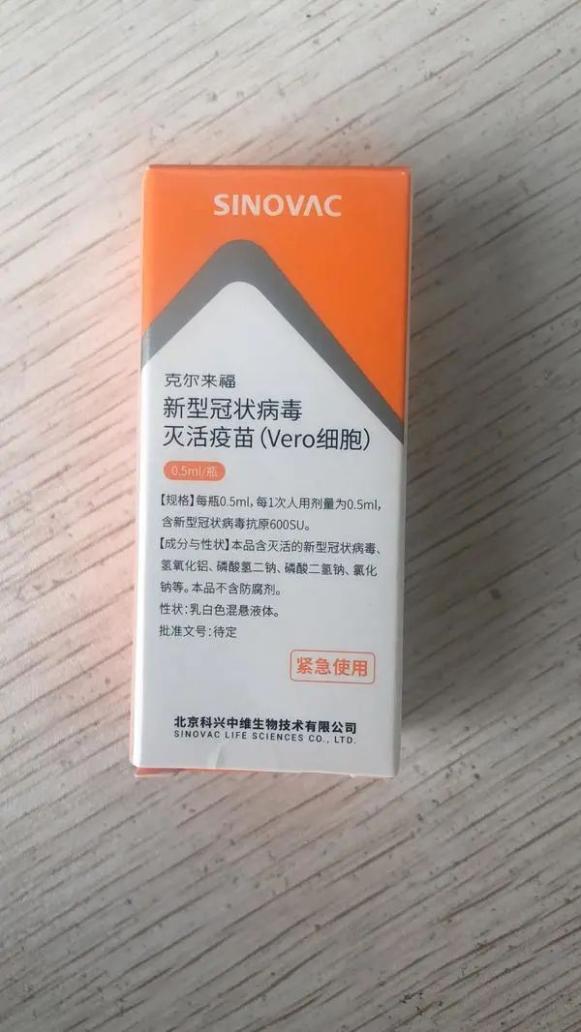 SINOVAC
克尔来福
新型冠状病毒
灭活疫苗(Vero细胞)
0.5ml/瓶
【规格】每瓶0.5ml,每1次人用剂量为0.5ml,
含新型冠状病毒抗原600SU。
【成分与性状】本品含灭活的新型冠状病毒、
氢氧化铝、磷酸氢二钠、磷酸二氢钠、氯化
钠等。本品不含防腐剂。
性状:乳白色混悬液体。
批准文号:待定
紧急使用
北京科兴中维生物技术有限公司
SINOVAC LIFE SCIENCES CO., LTD.